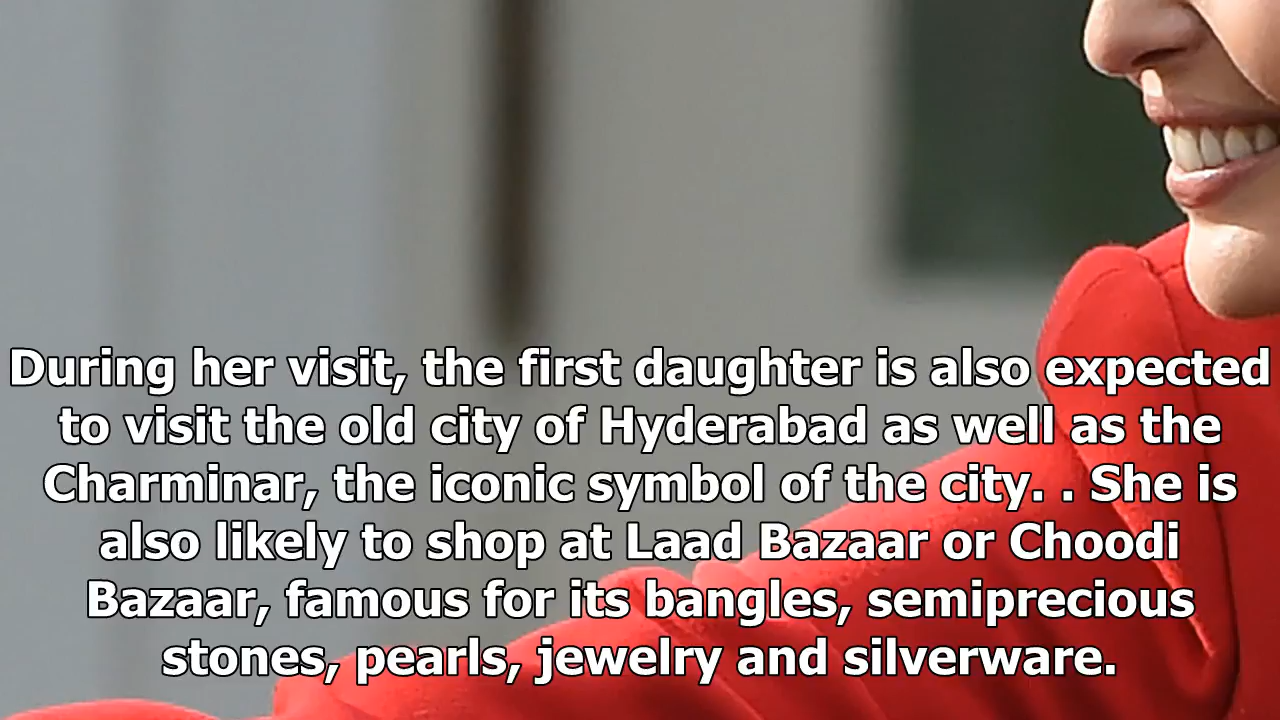 During her visit, the first daughter is also expected
to visit the old city of Hyderabad as well as the
Charminar, the iconic symbol of the city. . She is
also likely to shop at Laad Bazaar or Choodi
Bazaar, famous for its bangles, semiprecious
stones, pearls, jewelry and silverware.